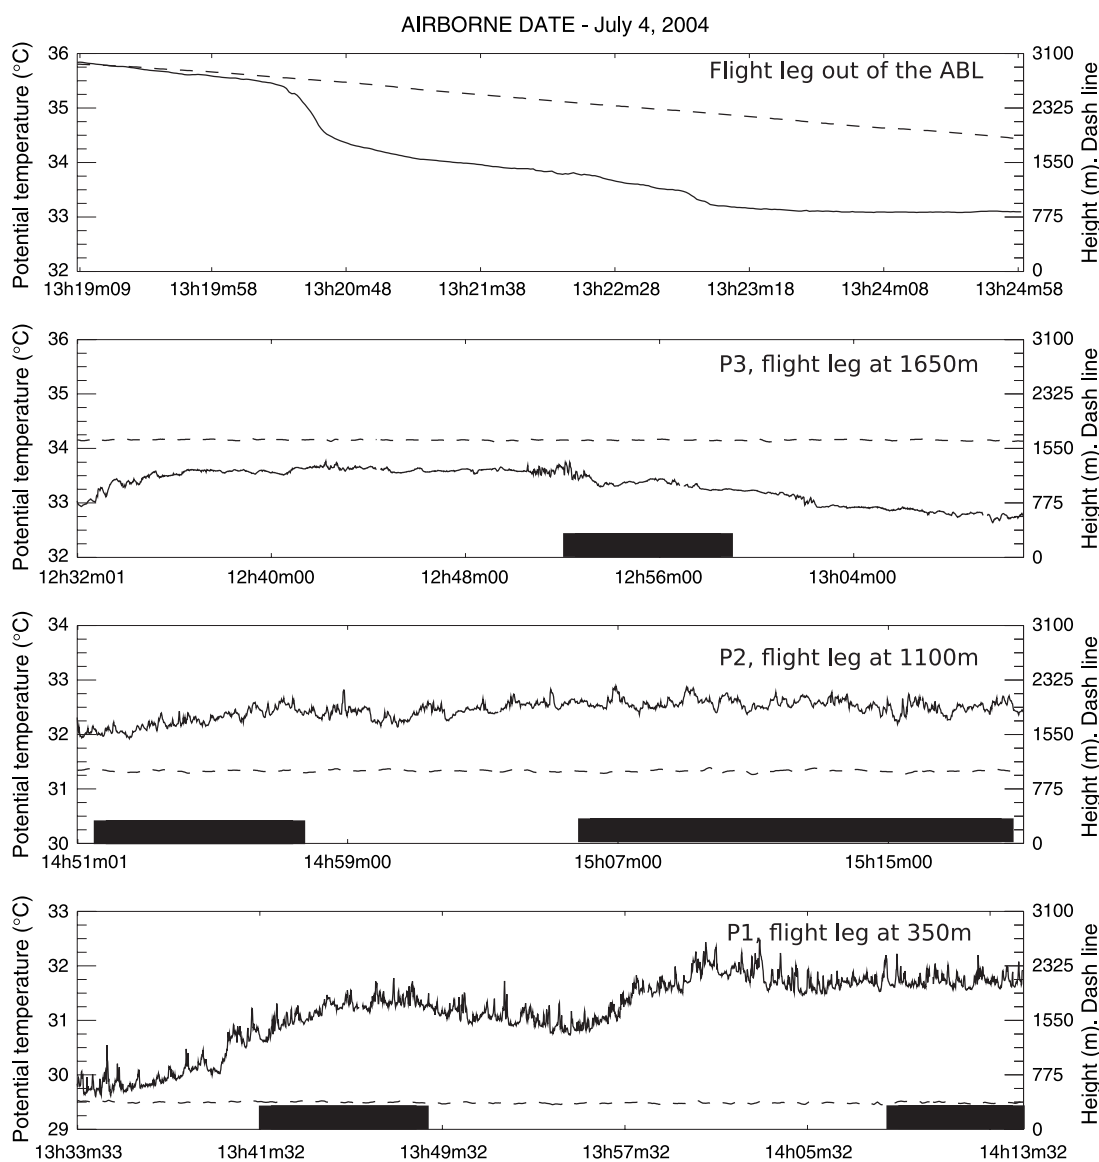 AIRBORNE DATE - July 4, 2004
Potential temperature (°C)
36
35
34
33
32
Flight leg out of the ABL
3100
2325
1550
775
0
Height (m), Dash line
13h19m09 13h19m58 13h20m48 13h21m38 13h22m28 13h23m18 13h24m08 13h24m58
Potential temperature (°C)
36
35
34
33
32
P3, flight leg at 1650m
3100
2325
1550
775
0
Height (m), Dash line
12h32m01 12h40m00 12h48m00 12h56m00 13h04m00
Potential temperature (°C)
34
33
32
31
30
P2, flight leg at 1100m
3100
2325
1550
775
0
Height (m), Dash line
14h51m01 14h59m00 15h07m00 15h15m00
Potential temperature (°C)
33
32
31
30
29
P1, flight leg at 350m
3100
2325
1550
775
0
Height (m), Dash line
13h33m33 13h41m32 13h49m32 13h57m32 14h05m32 14h13m32